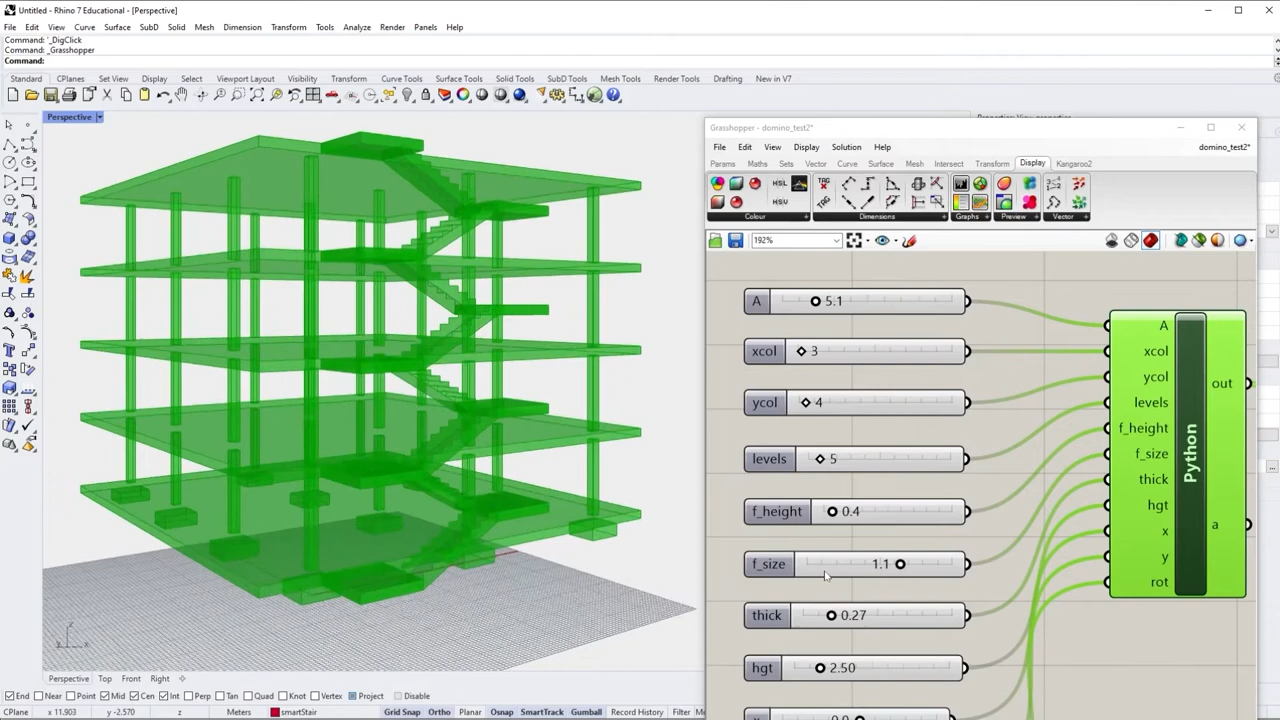 Untitled - Rhino 7 Educational - [Perspective]
File Edit View Curve Surface SubD Solid Mesh Dimension Transform Tools Analyze Render Panels Help
Command: '_DigClick
Command: _Grasshopper
Command:
Standard CPlanes Set View Display Select Viewport Layout Visibility Transform Curve Tools Surface Tools Solid Tools SubD Tools Mesh Tools Render Tools Drafting New in V7
Perspective
Grasshopper - domino_test2*
File Edit View Display Solution Help domino_test2*
Params Maths Sets Vector Curve Surface Mesh Intersect Transform Display Kangaroo2
HSL
HSV
TAG
TAG
Colour Dimensions Graphs Preview Vector
192%
A 5.1
xcol 3
ycol 4
levels 5
f_height 0.4
f_size 1.1
thick 0.27
hgt 2.50
A
xcol
ycol
levels
f_height
f_size
thick
hgt
x
y
rot
Python
out
a
z
x
Perspective Top Front Right
End Near Point Mid Cen Int Perp Tan Quad Knot Vertex Project Disable
CPlane x 11.903 y -2.570 z Meters smartStair Grid Snap Ortho Planar Osnap SmartTrack Gumball Record History Filter